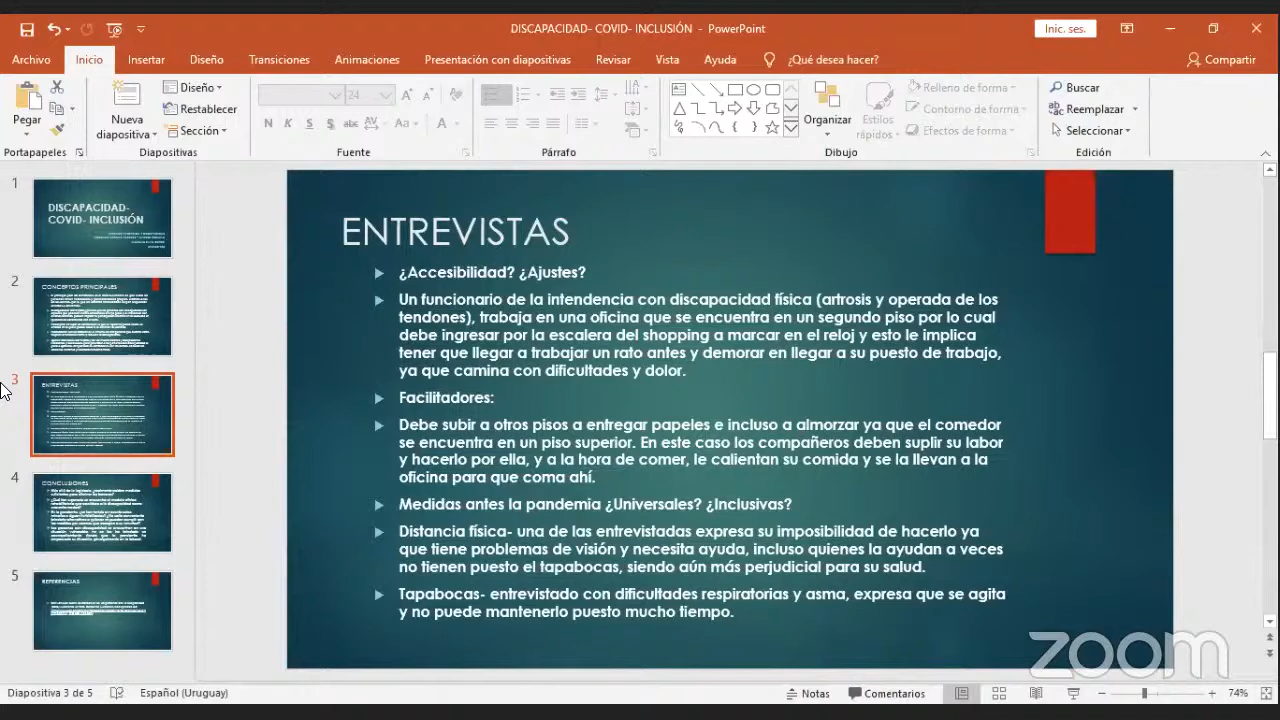 DISCAPACIDAD- COVID- INCLUSIÓN - PowerPoint
Inic. ses.
Archivo Inicio Insertar Diseño Transiciones Animaciones Presentación con diapositivas Revisar Vista Ayuda ¿Qué desea hacer? Compartir
Pegar
Nueva diapositiva
Diseño
Restablecer
Sección
24
N K S S abc AV Aa A
Organizar
Estilos rápidos
Relleno de forma
Contorno de forma
Efectos de forma
Buscar
Reemplazar
Seleccionar
Portapapeles Diapositivas Fuente Párrafo Dibujo Edición
1
DISCAPACIDAD-
COVID- INCLUSIÓN
2
CONCEPTOS PRINCIPALES
3
ENTREVISTAS
4
CONCLUSIONES
5
REFERENCIAS
ENTREVISTAS
¿Accesibilidad? ¿Ajustes?
Un funcionario de la intendencia con discapacidad física (artrosis y operada de los
tendones), trabaja en una oficina que se encuentra en un segundo piso por lo cual
debe ingresar por la escalera del shopping a marca en el reloj y esto le implica
tener que llegar a trabajar un rato antes y demorar en llegar a su puesto de trabajo,
ya que camina con dificultades y dolor.
Facilitadores:
Debe subir a otros pisos a entregar papeles e incluso a almorzar ya que el comedor
se encuentra en un piso superior. En este caso los compañeros deben suplir su labor
y hacerlo por ella, y a la hora de comer, le calientan su comida y se la llevan a la
oficina para que coma ahí.
Medidas antes la pandemia ¿Universales? ¿Inclusivas?
Distancia física- una de las entrevistadas expresa su imposibilidad de hacerlo ya
que tiene problemas de visión y necesita ayuda, incluso quienes la ayudan a veces
no tienen puesto el tapabocas, siendo aún más perjudicial para su salud.
Tapabocas- entrevistado con dificultades respiratorias y asma, expresa que se agita
y no puede mantenerlo puesto mucho tiempo.
zoom
Diapositiva 3 de 5 Español (Uruguay) Notas Comentarios 74%